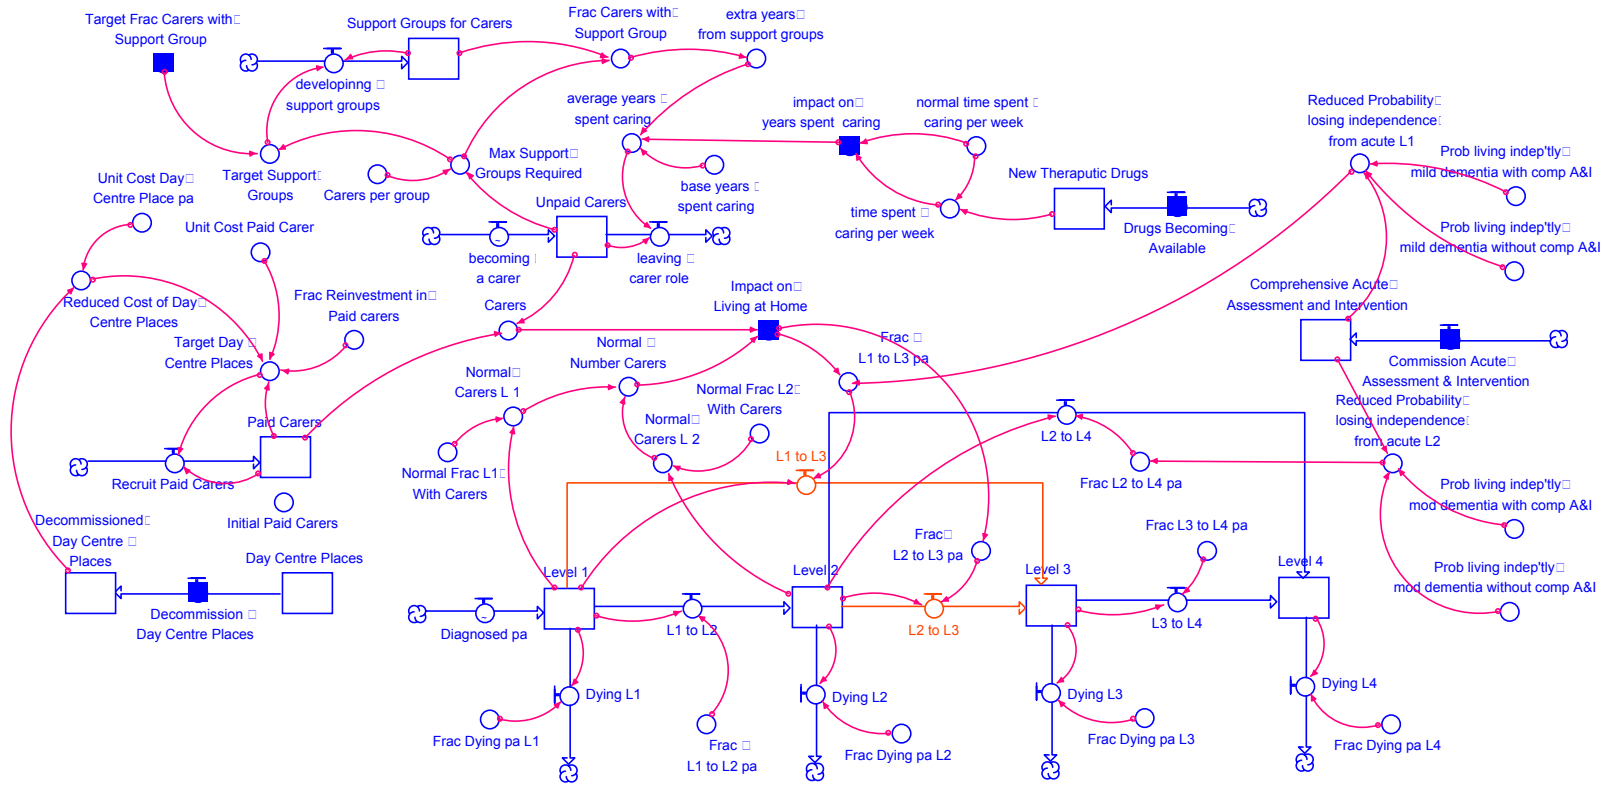 Target Frac Carers with
Support Group
Support Groups for Carers
Frac Carers with
Support Group
extra years
from support groups
developinng
support groups
average years
spent caring
impact on
years spent caring
normal time spent
caring per week
Reduced Probability
losing independence
from acute L1
Prob living indep'tly
mild dementia with comp A&I
Target Support
Groups
Carers per group
Max Support
Groups Required
base years
spent caring
New Theraputic Drugs
Unit Cost Day
Centre Place pa
Unit Cost Paid Carer
Unpaid Carers
time spent
caring per week
Drugs Becoming
Available
Prob living indep'tly
mild dementia without comp A&I
becoming
a carer
leaving
carer role
Reduced Cost of Day
Centre Places
Frac Reinvestment in
Paid carers
Carers
Impact on
Living at Home
Comprehensive Acute
Assessment and Intervention
Target Day
Centre Places
Normal
Number Carers
Frac
L1 to L3 pa
Commission Acute
Assessment & Intervention
Normal
Carers L 1
Normal Frac L2
With Carers
Reduced Probability
losing independence
from acute L2
Paid Carers
Normal
Carers L 2
L2 to L4
Recruit Paid Carers
Normal Frac L1
With Carers
L1 to L3
Frac L2 to L4 pa
Prob living indep'tly
mod dementia with comp A&I
Initial Paid Carers
Decommissioned
Day Centre
Places
Day Centre Places
Frac
L2 to L3 pa
Frac L3 to L4 pa
Level 1
Level 2
Level 3
Level 4
Prob living indep'tly
mod dementia without comp A&I
Decommission
Day Centre Places
Diagnosed pa
L1 to L2
L2 to L3
L3 to L4
Dying L1
Dying L2
Dying L3
Dying L4
Frac Dying pa L1
Frac
L1 to L2 pa
Frac Dying pa L2
Frac Dying pa L3
Frac Dying pa L4